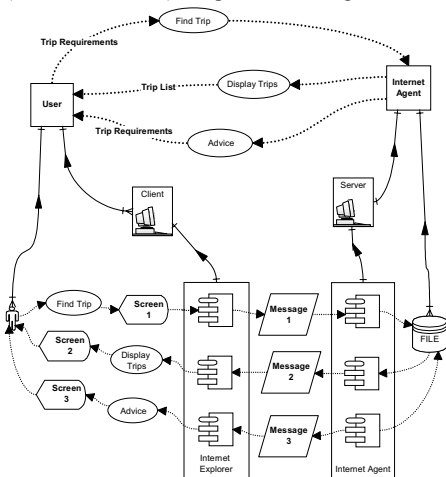 Find Trip
Trip Requirements
User
Trip List
Display Trips
Internet
Agent
Trip Requirements
Advice
Client
Server
Find Trip
Screen
1
Message
1
FILE
Screen
2
Display
Trips
Message
2
Screen
3
Advice
Message
3
Internet
Explorer
Internet Agent